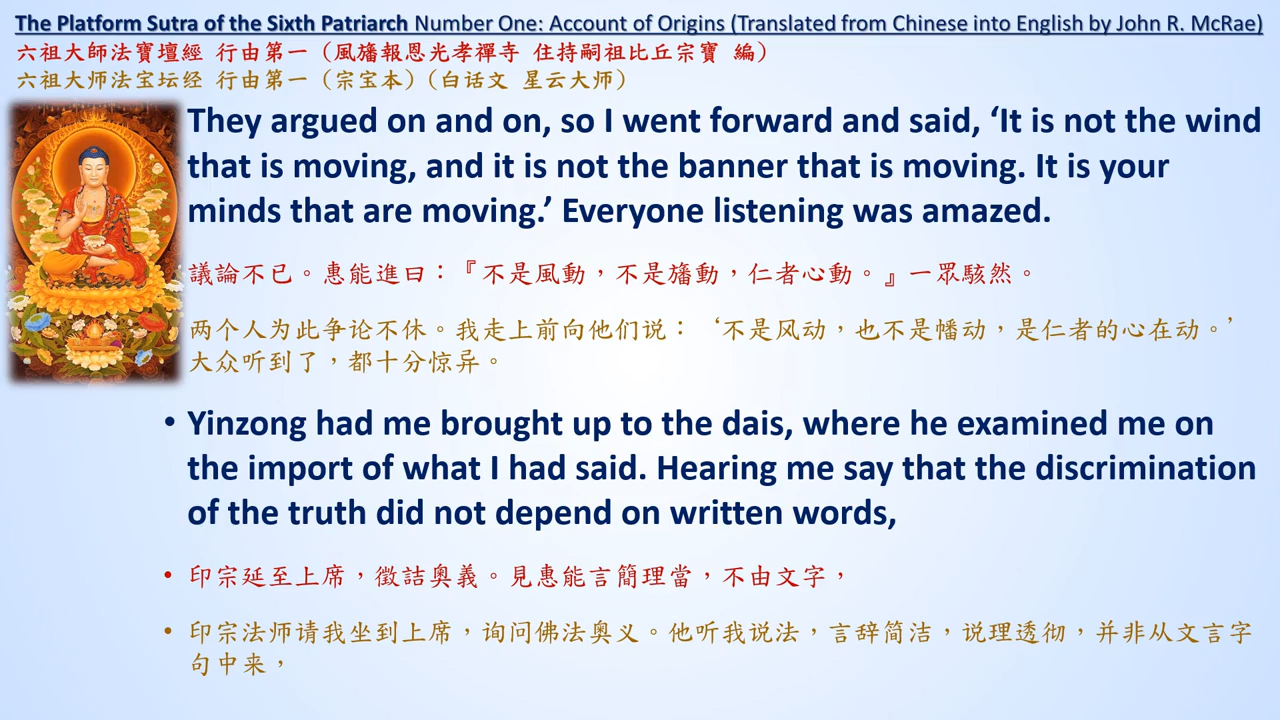 The Platform Sutra of the Sixth Patriarch Number One: Account of Origins (Translated from Chinese into English by John R. McRae)
六祖大師法寶壇經 行由第一（風旛報恩光孝禪寺 住持嗣祖比丘宗寶 編）
六祖大师法宝坛经 行由第一（宗宝本）（白话文 星云大师）
They argued on and on, so I went forward and said, ‘It is not the wind
that is moving, and it is not the banner that is moving. It is your
minds that are moving.’ Everyone listening was amazed.
議論不已。惠能進曰：『不是風動，不是旛動，仁者心動。』一眾駭然。
两个人为此争论不休。我走上前向他们说：‘不是风动，也不是幡动，是仁者的心在动。’
大众听到了，都十分惊异。
• Yinzong had me brought up to the dais, where he examined me on
the import of what I had said. Hearing me say that the discrimination
of the truth did not depend on written words,
• 印宗延至上席，徵詰奧義。見惠能言簡理當，不由文字，
• 印宗法师请我坐到上席，询问佛法奥义。他听我说法，言辞简洁，说理透彻，并非从文言字
句中来，